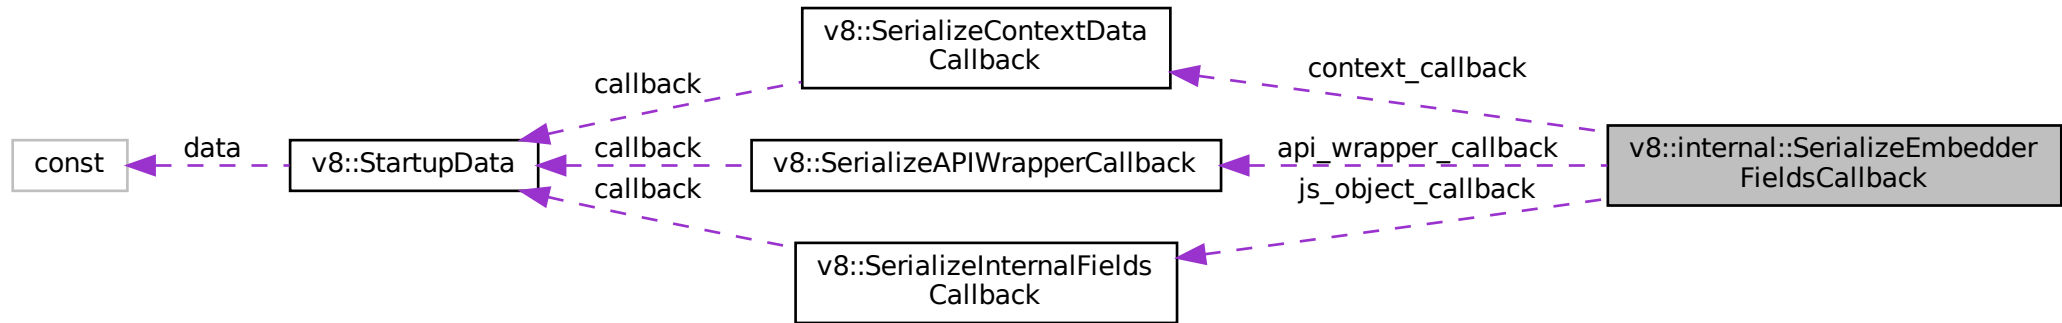 v8::SerializeContextData
Callback
context_callback
callback
const
data
v8::StartupData
callback
v8::SerializeAPIWrapperCallback
api_wrapper_callback
v8::internal::SerializeEmbedder
FieldsCallback
callback
js_object_callback
v8::SerializeInternalFields
Callback